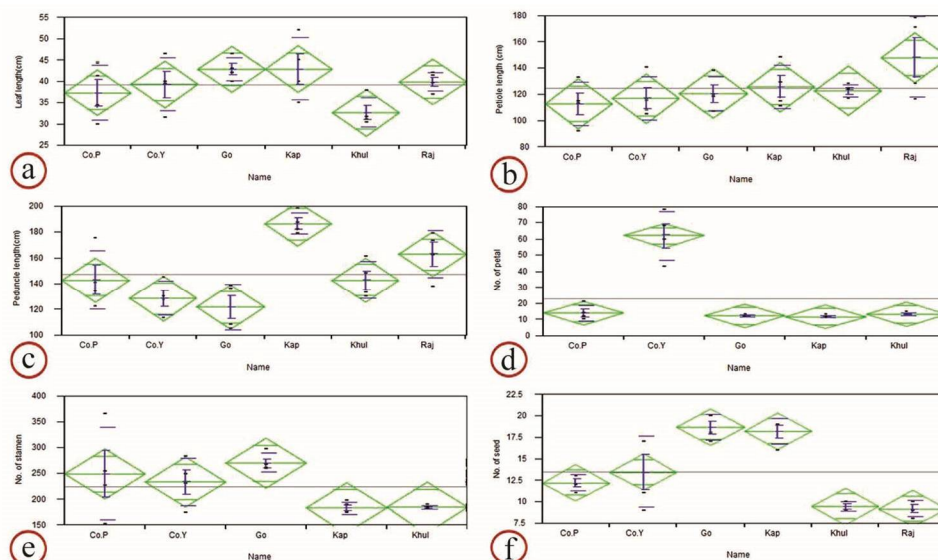 a
Leaf length(cm)
55
50
45
40
35
30
25
Co.P Co.Y Go Kap Khul Raj
Name
b
Petiole length(cm)
180
160
140
120
100
80
Co.P Co.Y Go Kap Khul Raj
Name
c
Peduncle length(cm)
200
180
160
140
120
100
Co.P Co.Y Go Kap Khul Raj
Name
d
No. of petal
80
70
60
50
40
30
20
10
0
Co.P Co.Y Go Kap Khul
Name
e
No. of stamen
400
350
300
250
200
150
Co.P Co.Y Go Kap Khul
Name
f
No. of seed
22.5
20
17.5
15
12.5
10
7.5
Co.P Co.Y Go Kap Khul Raj
Name